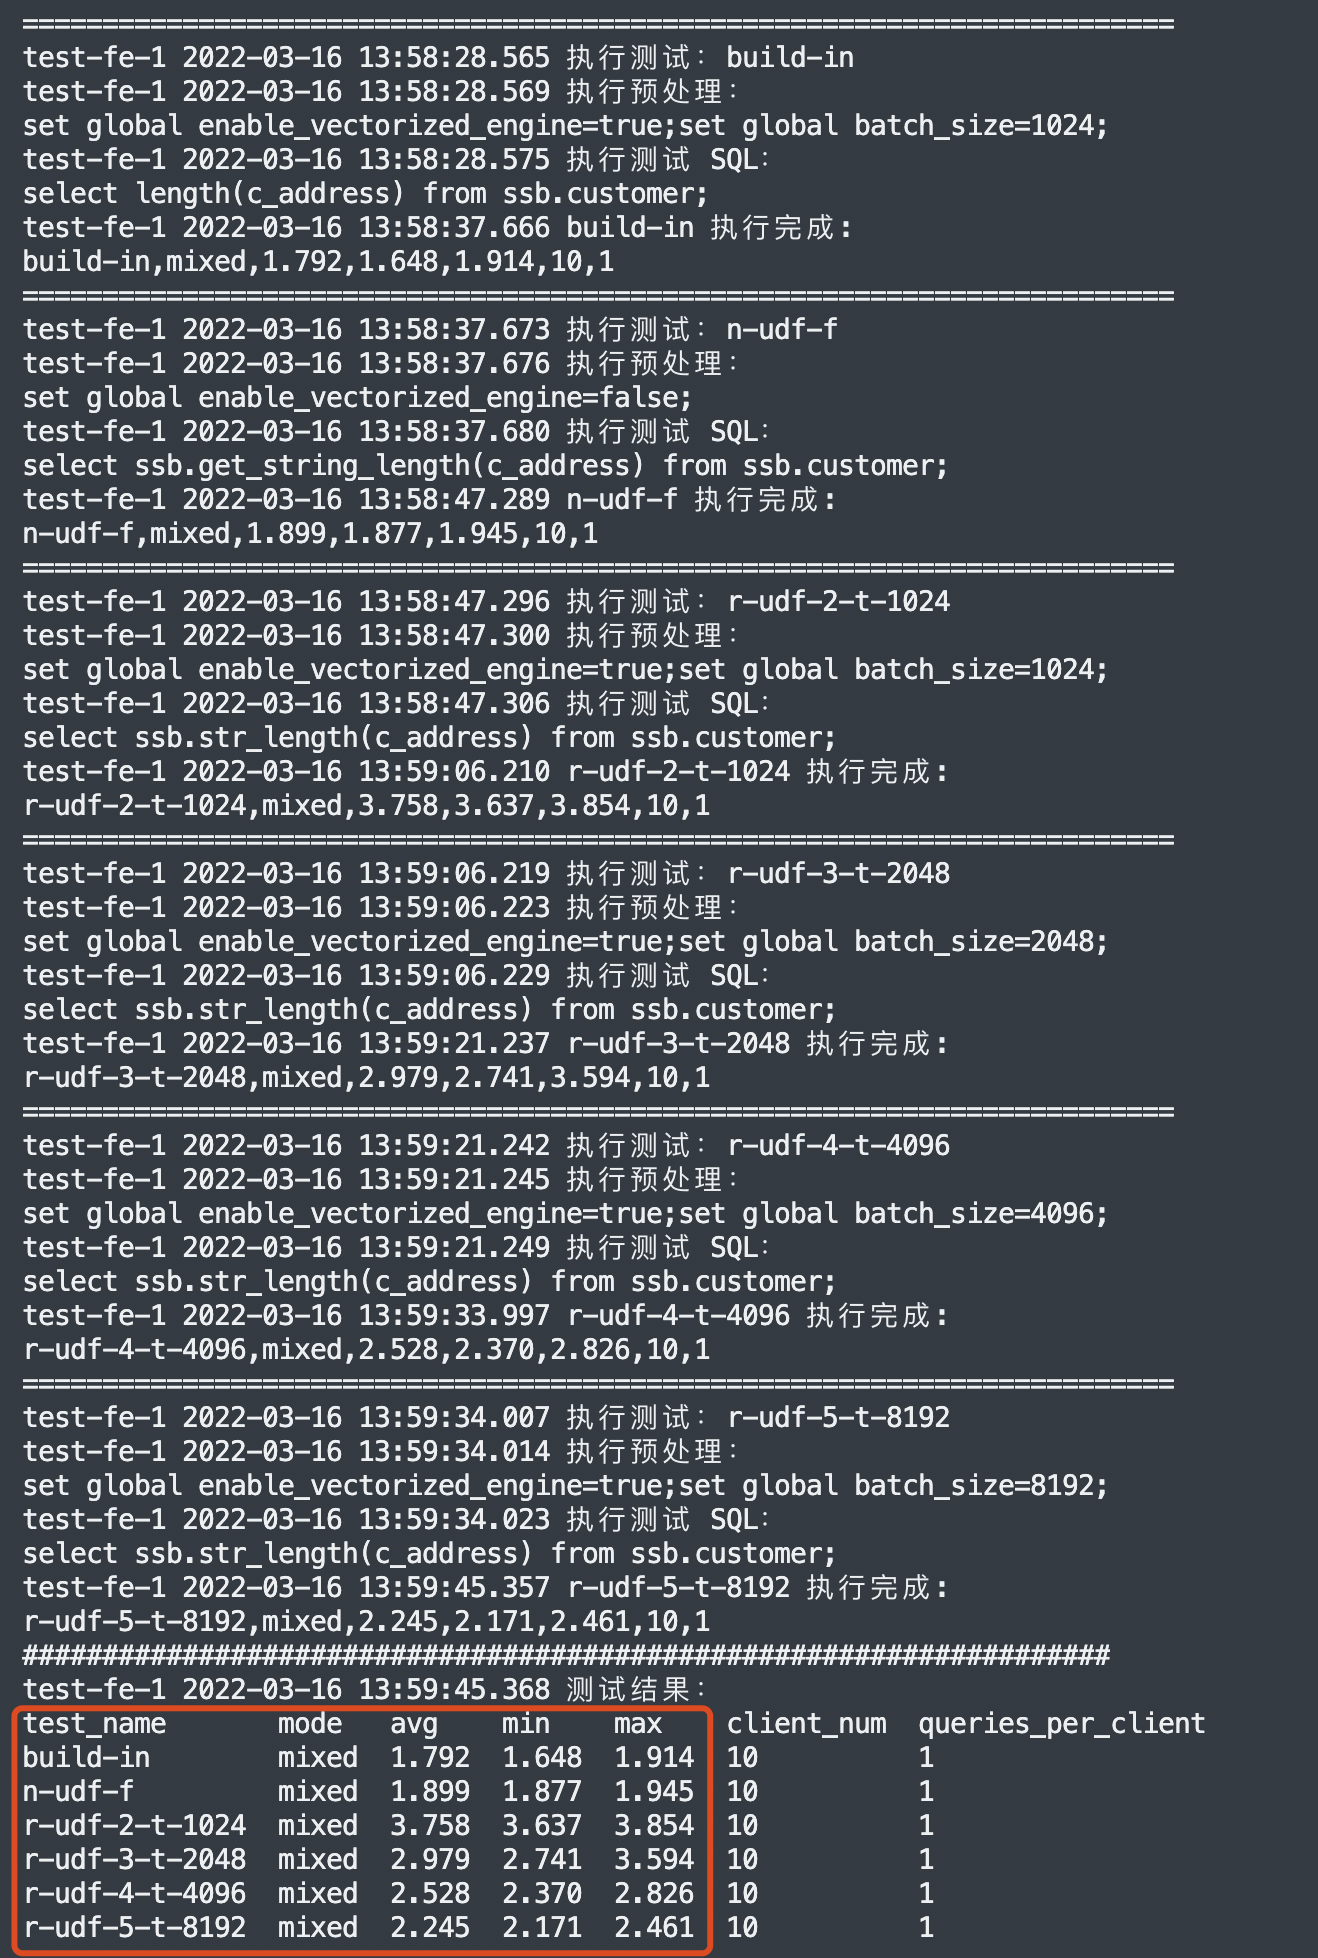 ========================================================================
test-fe-1 2022-03-16 13:58:28.565 执行测试: build-in
test-fe-1 2022-03-16 13:58:28.569 执行预处理:
set global enable_vectorized_engine=true;set global batch_size=1024;
test-fe-1 2022-03-16 13:58:28.575 执行测试 SQL:
select length(c_address) from ssb.customer;
test-fe-1 2022-03-16 13:58:37.666 build-in 执行完成:
build-in,mixed,1.792,1.648,1.914,10,1
========================================================================
test-fe-1 2022-03-16 13:58:37.673 执行测试: n-udf-f
test-fe-1 2022-03-16 13:58:37.676 执行预处理:
set global enable_vectorized_engine=false;
test-fe-1 2022-03-16 13:58:37.680 执行测试 SQL:
select ssb.get_string_length(c_address) from ssb.customer;
test-fe-1 2022-03-16 13:58:47.289 n-udf-f 执行完成:
n-udf-f,mixed,1.899,1.877,1.945,10,1
========================================================================
test-fe-1 2022-03-16 13:58:47.296 执行测试: r-udf-2-t-1024
test-fe-1 2022-03-16 13:58:47.300 执行预处理:
set global enable_vectorized_engine=true;set global batch_size=1024;
test-fe-1 2022-03-16 13:58:47.306 执行测试 SQL:
select ssb.str_length(c_address) from ssb.customer;
test-fe-1 2022-03-16 13:59:06.210 r-udf-2-t-1024 执行完成:
r-udf-2-t-1024,mixed,3.758,3.637,3.854,10,1
========================================================================
test-fe-1 2022-03-16 13:59:06.219 执行测试: r-udf-3-t-2048
test-fe-1 2022-03-16 13:59:06.223 执行预处理:
set global enable_vectorized_engine=true;set global batch_size=2048;
test-fe-1 2022-03-16 13:59:06.229 执行测试 SQL:
select ssb.str_length(c_address) from ssb.customer;
test-fe-1 2022-03-16 13:59:21.237 r-udf-3-t-2048 执行完成:
r-udf-3-t-2048,mixed,2.979,2.741,3.594,10,1
========================================================================
test-fe-1 2022-03-16 13:59:21.242 执行测试: r-udf-4-t-4096
test-fe-1 2022-03-16 13:59:21.245 执行预处理:
set global enable_vectorized_engine=true;set global batch_size=4096;
test-fe-1 2022-03-16 13:59:21.249 执行测试 SQL:
select ssb.str_length(c_address) from ssb.customer;
test-fe-1 2022-03-16 13:59:33.997 r-udf-4-t-4096 执行完成:
r-udf-4-t-4096,mixed,2.528,2.370,2.826,10,1
========================================================================
test-fe-1 2022-03-16 13:59:34.007 执行测试: r-udf-5-t-8192
test-fe-1 2022-03-16 13:59:34.014 执行预处理:
set global enable_vectorized_engine=true;set global batch_size=8192;
test-fe-1 2022-03-16 13:59:34.023 执行测试 SQL:
select ssb.str_length(c_address) from ssb.customer;
test-fe-1 2022-03-16 13:59:45.357 r-udf-5-t-8192 执行完成:
r-udf-5-t-8192,mixed,2.245,2.171,2.461,10,1
####################################################################
test-fe-1 2022-03-16 13:59:45.368 测试结果:
test_name       mode   avg    min    max    client_num  queries_per_client
build-in        mixed  1.792  1.648  1.914  10          1
n-udf-f         mixed  1.899  1.877  1.945  10          1
r-udf-2-t-1024  mixed  3.758  3.637  3.854  10          1
r-udf-3-t-2048  mixed  2.979  2.741  3.594  10          1
r-udf-4-t-4096  mixed  2.528  2.370  2.826  10          1
r-udf-5-t-8192  mixed  2.245  2.171  2.461  10          1